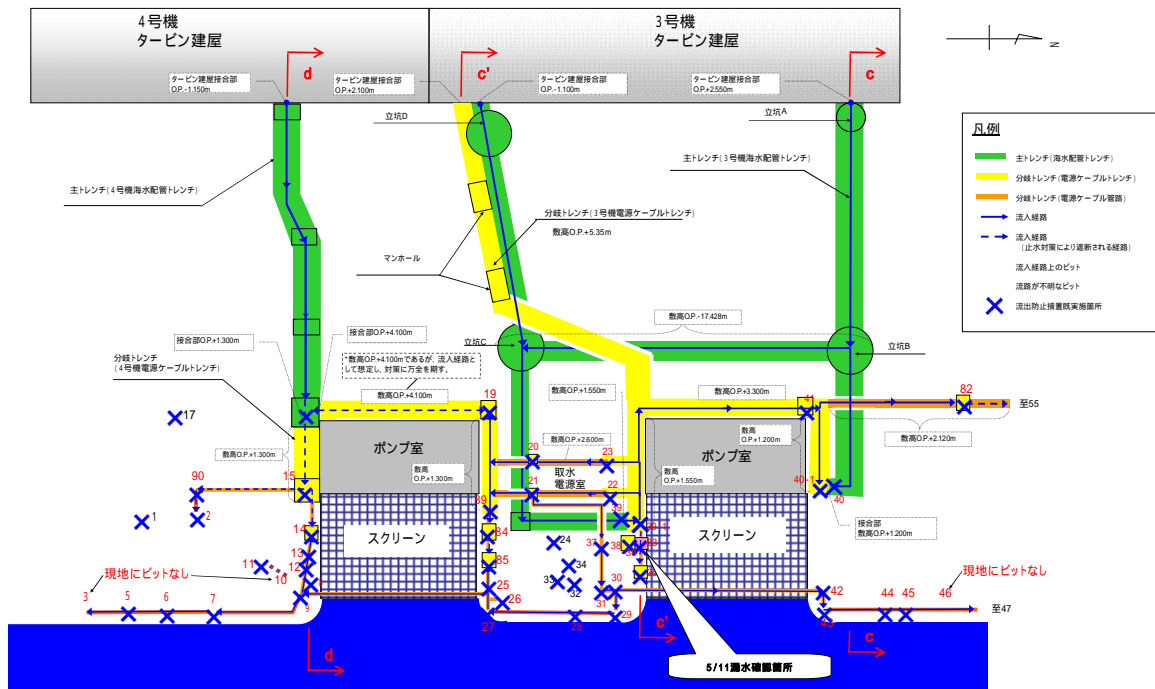 4号機
タービン建屋
3号機
タービン建屋
N
d
c'
c
タービン建屋接合部
O.P.-1.150m
タービン建屋接合部
O.P.+2.100m
タービン建屋接合部
O.P.-1.100m
タービン建屋接合部
O.P.+2.550m
立坑D
立坑A
主トレンチ(4号機海水配管トレンチ)
主トレンチ(3号機海水配管トレンチ)
分岐トレンチ(3号機電源ケーブルトレンチ)
敷高O.P.+5.35m
マンホール
凡例
主トレンチ(海水配管トレンチ)
分岐トレンチ(電源ケーブルトレンチ)
分岐トレンチ(電源ケーブル管路)
流入経路
流入経路
(止水対策により遮断される経路)
流入経路上のピット
流路が不明なピット
流出防止措置既実施箇所
敷高O.P.-17.428m
接合部O.P.+4.100m
接合部O.P.+1.300m
立坑C
立坑B
*敷高O.P.+4.100mであるが、流入経路と
して想定し、対策に万全を期す。
分岐トレンチ
(4号機電源ケーブルトレンチ)
敷高O.P.+4.100m
敷高O.P.+1.550m
敷高O.P.+3.300m
82
至55
17
19
41
敷高O.P.+2.120m
ポンプ室
敷高O.P.+2.600m
敷高
O.P.+1.200m
敷高O.P.+1.300m
敷高
O.P.+1.300m
20
23
取水
電源室
ポンプ室
敷高
O.P.+1.550m
90
15
21
22
40-1
40
1
2
89
39
接合部
敷高O.P.+1.200m
14
スクリーン
84
24
37
38
スクリーン
13
11
12
10
85
34
33
32
現地にピットなし
現地にピットなし
3
5
6
7
9
25
26
27
28
29
30
31
42
43
44
45
46
至47
d
c'
c
5/11漏水確認箇所